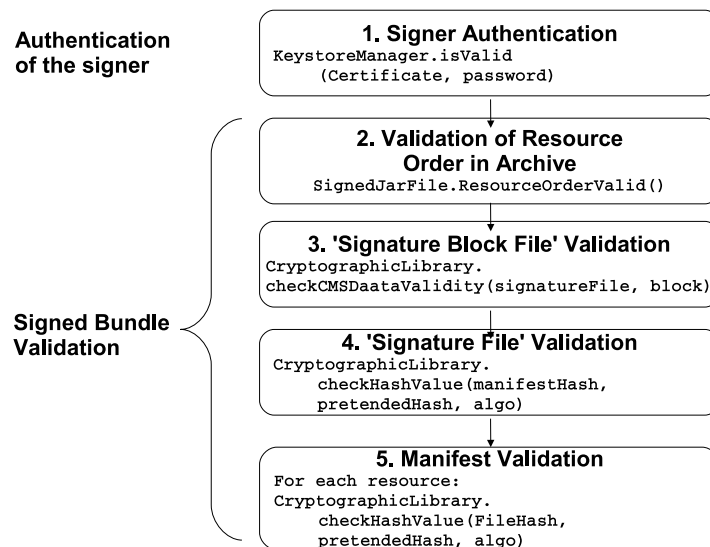 Authentication
of the signer
1. Signer Authentication
KeystoreManager.isValid
(Certificate, password)
2. Validation of Resource
Order in Archive
SignedJarFile.ResourceOrderValid()
3. 'Signature Block File' Validation
CryptographicLibrary.
checkCMSDaataValidity(signatureFile, block)
Signed Bundle
Validation
4. 'Signature File' Validation
CryptographicLibrary.
checkHashValue(manifestHash,
pretendedHash, algo)
5. Manifest Validation
For each resource:
CryptographicLibrary.
checkHashValue(FileHash,
pretendedHash, algo)